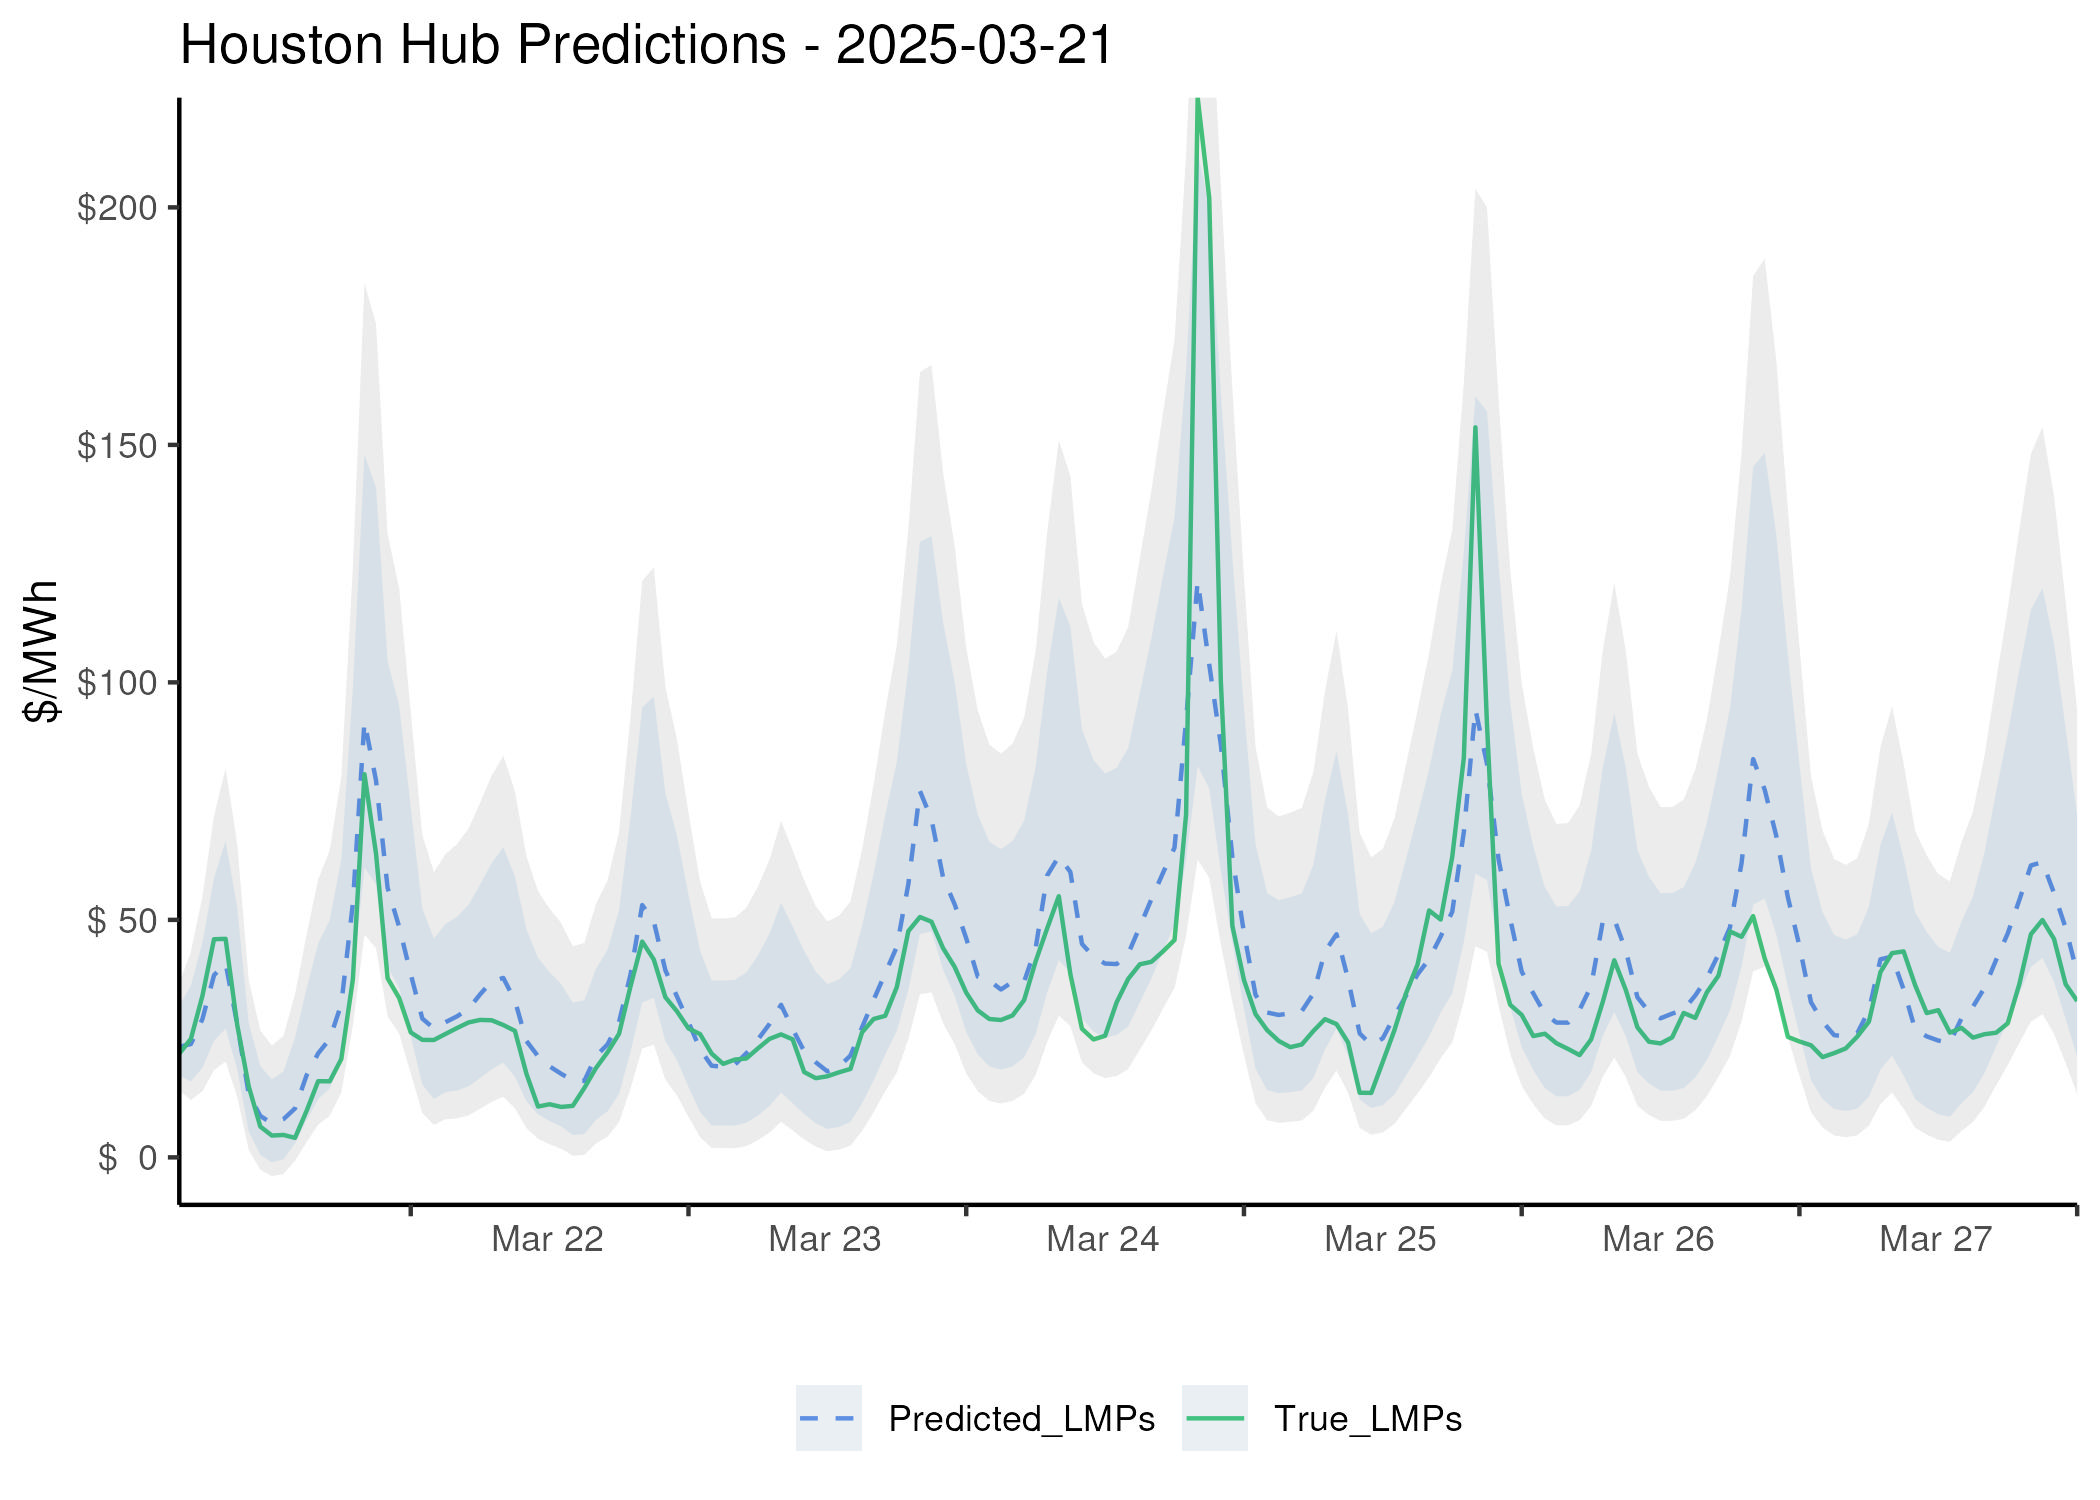 Houston Hub Predictions - 2025-03-21
$/MWh
$200
$150
$100
$ 50
$ 0
Mar 22
Mar 23
Mar 24
Mar 25
Mar 26
Mar 27
Predicted_LMPs
True_LMPs